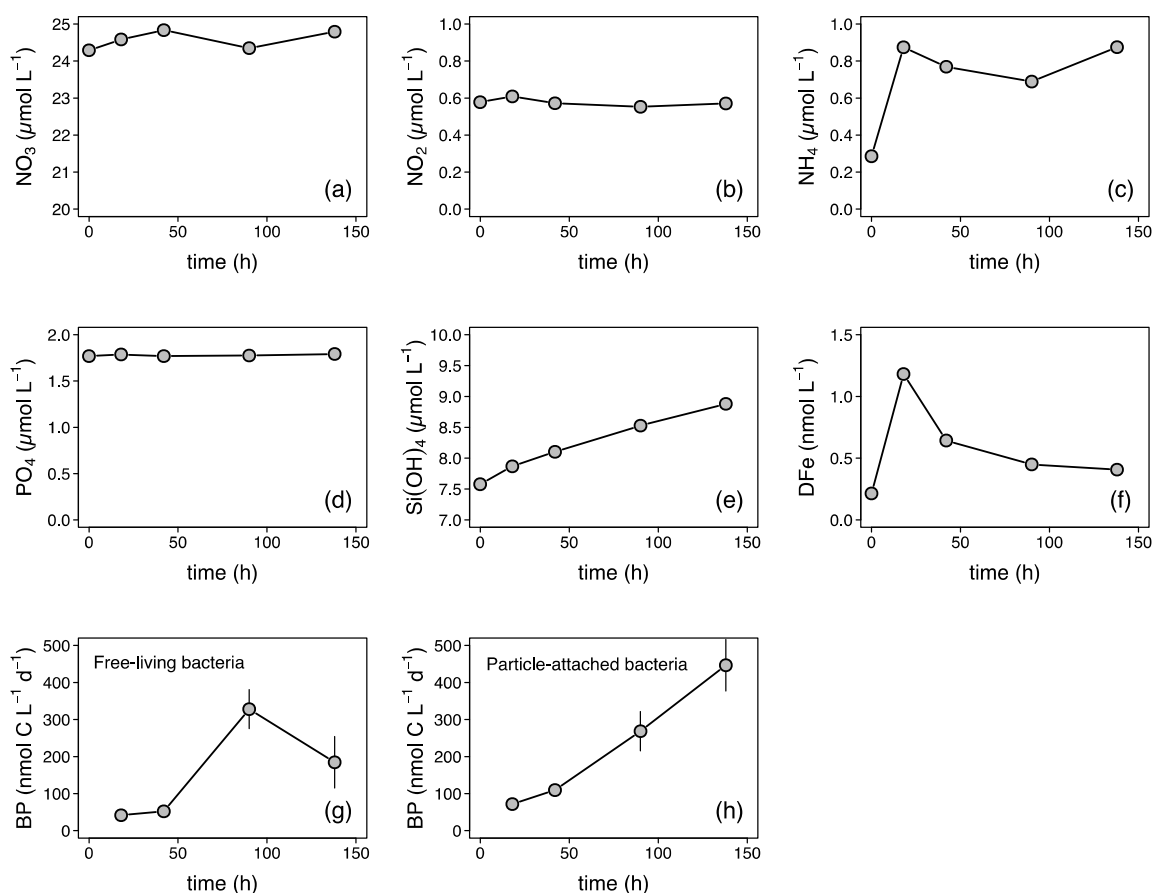 25
24
23
22
21
20
NO₃ (µmol L⁻¹)
0 50 100 150
time (h)
(a)
1.0
0.8
0.6
0.4
0.2
0.0
NO₂ (µmol L⁻¹)
0 50 100 150
time (h)
(b)
1.0
0.8
0.6
0.4
0.2
0.0
NH₄ (µmol L⁻¹)
0 50 100 150
time (h)
(c)
2.0
1.5
1.0
0.5
0.0
PO₄ (µmol L⁻¹)
0 50 100 150
time (h)
(d)
10.0
9.5
9.0
8.5
8.0
7.5
7.0
Si(OH)₄ (µmol L⁻¹)
0 50 100 150
time (h)
(e)
1.5
1.0
0.5
0.0
DFe (nmol L⁻¹)
0 50 100 150
time (h)
(f)
Free-living bacteria
500
400
300
200
100
0
BP (nmol C L⁻¹ d⁻¹)
0 50 100 150
time (h)
(g)
Particle-attached bacteria
500
400
300
200
100
0
BP (nmol C L⁻¹ d⁻¹)
0 50 100 150
time (h)
(h)